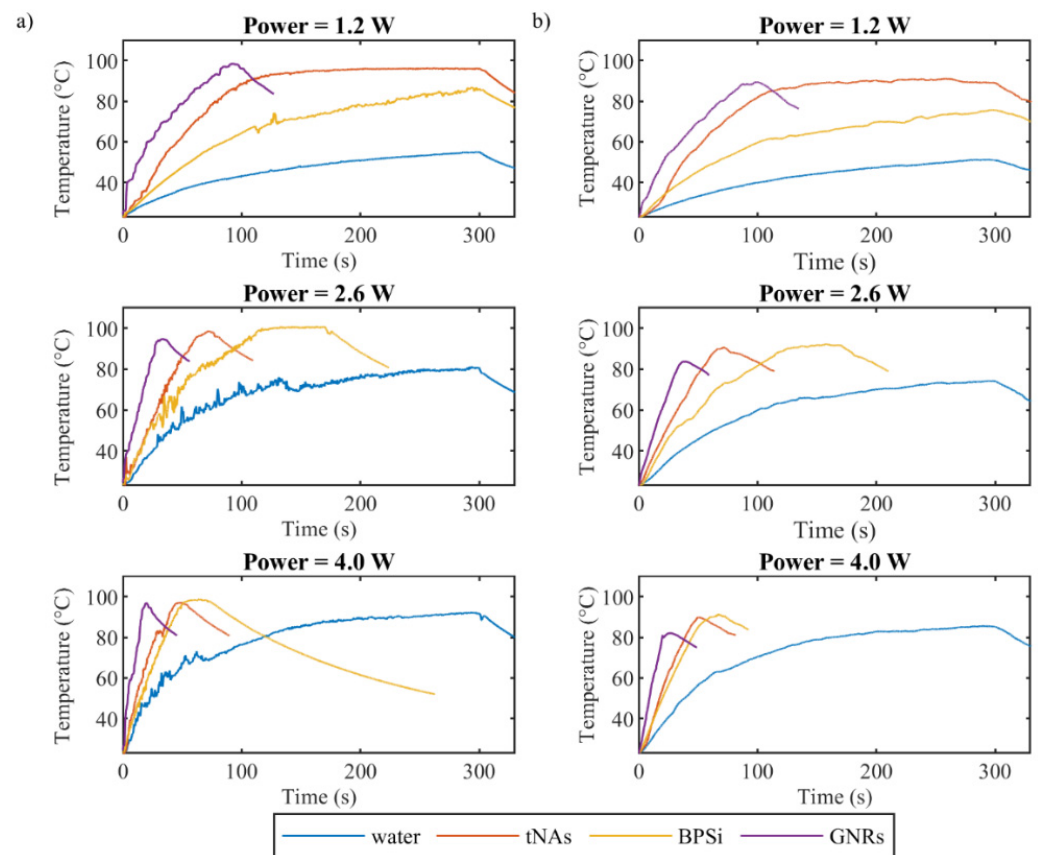 a)
Power = 1.2 W
Temperature (°C)
100
80
60
40
0 100 200 300
Time (s)
Power = 2.6 W
Temperature (°C)
100
80
60
40
0 100 200 300
Time (s)
Power = 4.0 W
Temperature (°C)
100
80
60
40
0 100 200 300
Time (s)
b)
Power = 1.2 W
Temperature (°C)
100
80
60
40
0 100 200 300
Time (s)
Power = 2.6 W
Temperature (°C)
100
80
60
40
0 100 200 300
Time (s)
Power = 4.0 W
Temperature (°C)
100
80
60
40
0 100 200 300
Time (s)
water tNAs BPSi GNRs